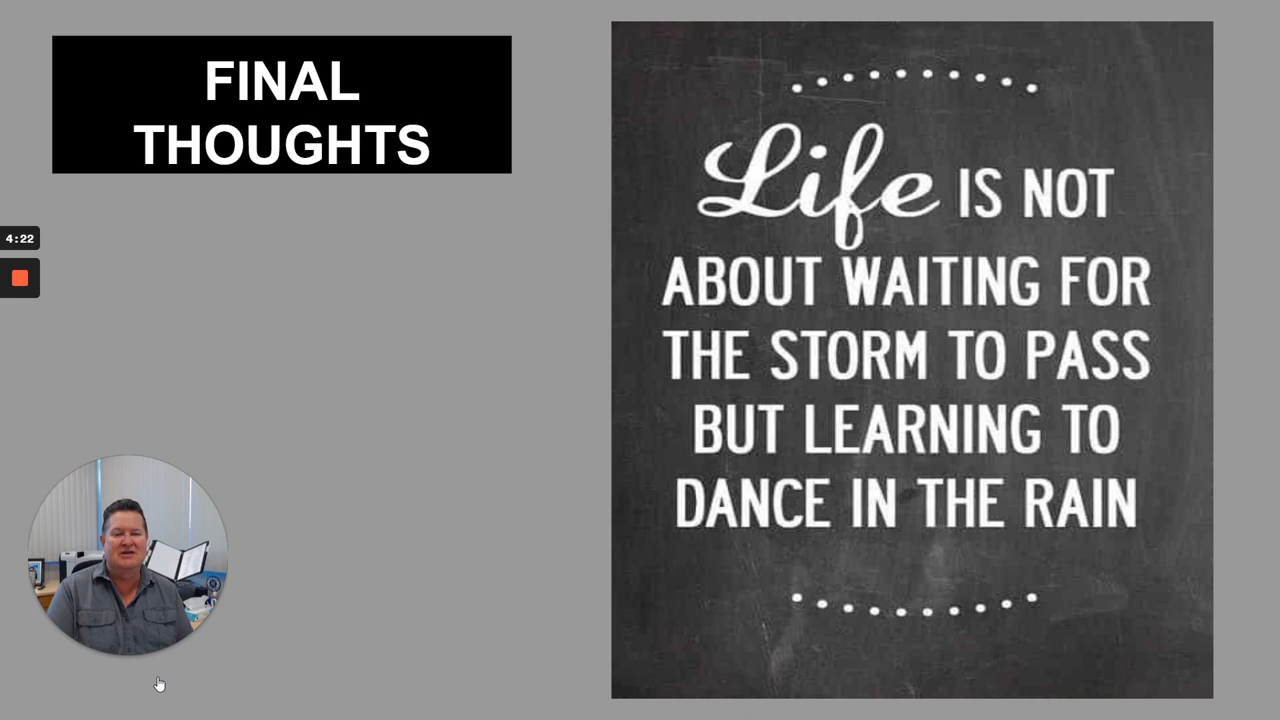 FINAL
THOUGHTS
4:22
Life IS NOT
ABOUT WAITING FOR
THE STORM TO PASS
BUT LEARNING TO
DANCE IN THE RAIN